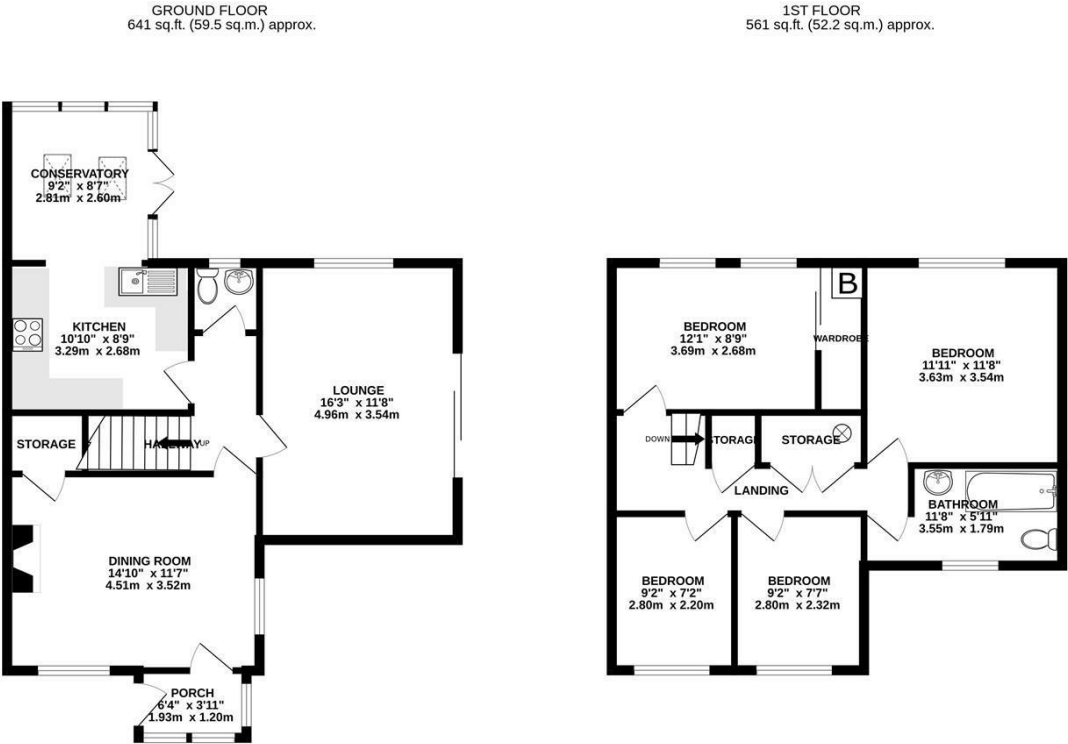 GROUND FLOOR
641 sq.ft. (59.5 sq.m.) approx.
CONSERVATORY
9'2" x 8'7"
2.81m x 2.60m
KITCHEN
10'10" x 8'9"
3.29m x 2.68m
LOUNGE
16'3" x 11'8"
4.96m x 3.54m
STORAGE
HALLWAY
UP
DINING ROOM
14'10" x 11'7"
4.51m x 3.52m
PORCH
6'4" x 3'11"
1.93m x 1.20m
1ST FLOOR
561 sq.ft. (52.2 sq.m.) approx.
B
BEDROOM
12'1" x 8'9"
3.69m x 2.68m
WARDROBE
BEDROOM
11'11" x 11'8"
3.63m x 3.54m
DOWN
STORAGE
STORAGE
LANDING
BATHROOM
11'8" x 5'11"
3.55m x 1.79m
BEDROOM
9'2" x 7'2"
2.80m x 2.20m
BEDROOM
9'2" x 7'7"
2.80m x 2.32m